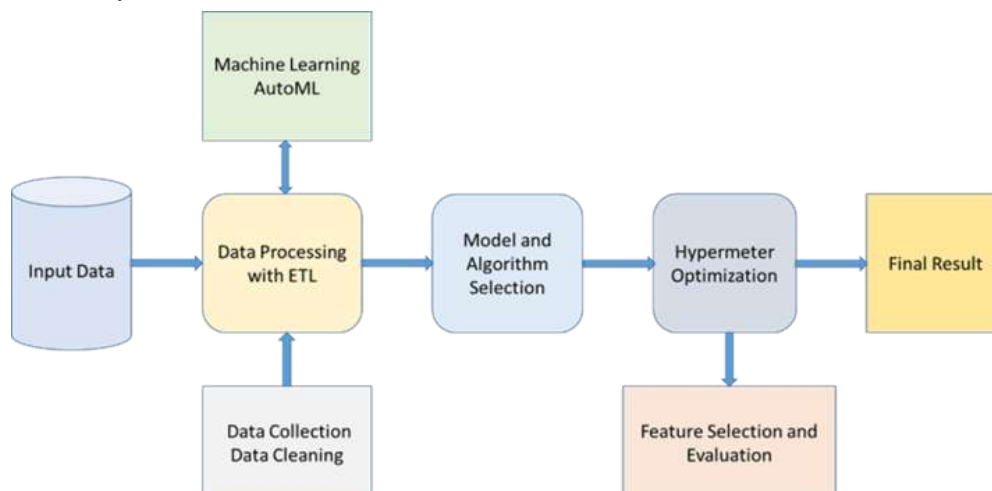 Machine Learning
AutoML
Input Data
Data Processing
with ETL
Model and
Algorithm
Selection
Hypermeter
Optimization
Final Result
Data Collection
Data Cleaning
Feature Selection and
Evaluation